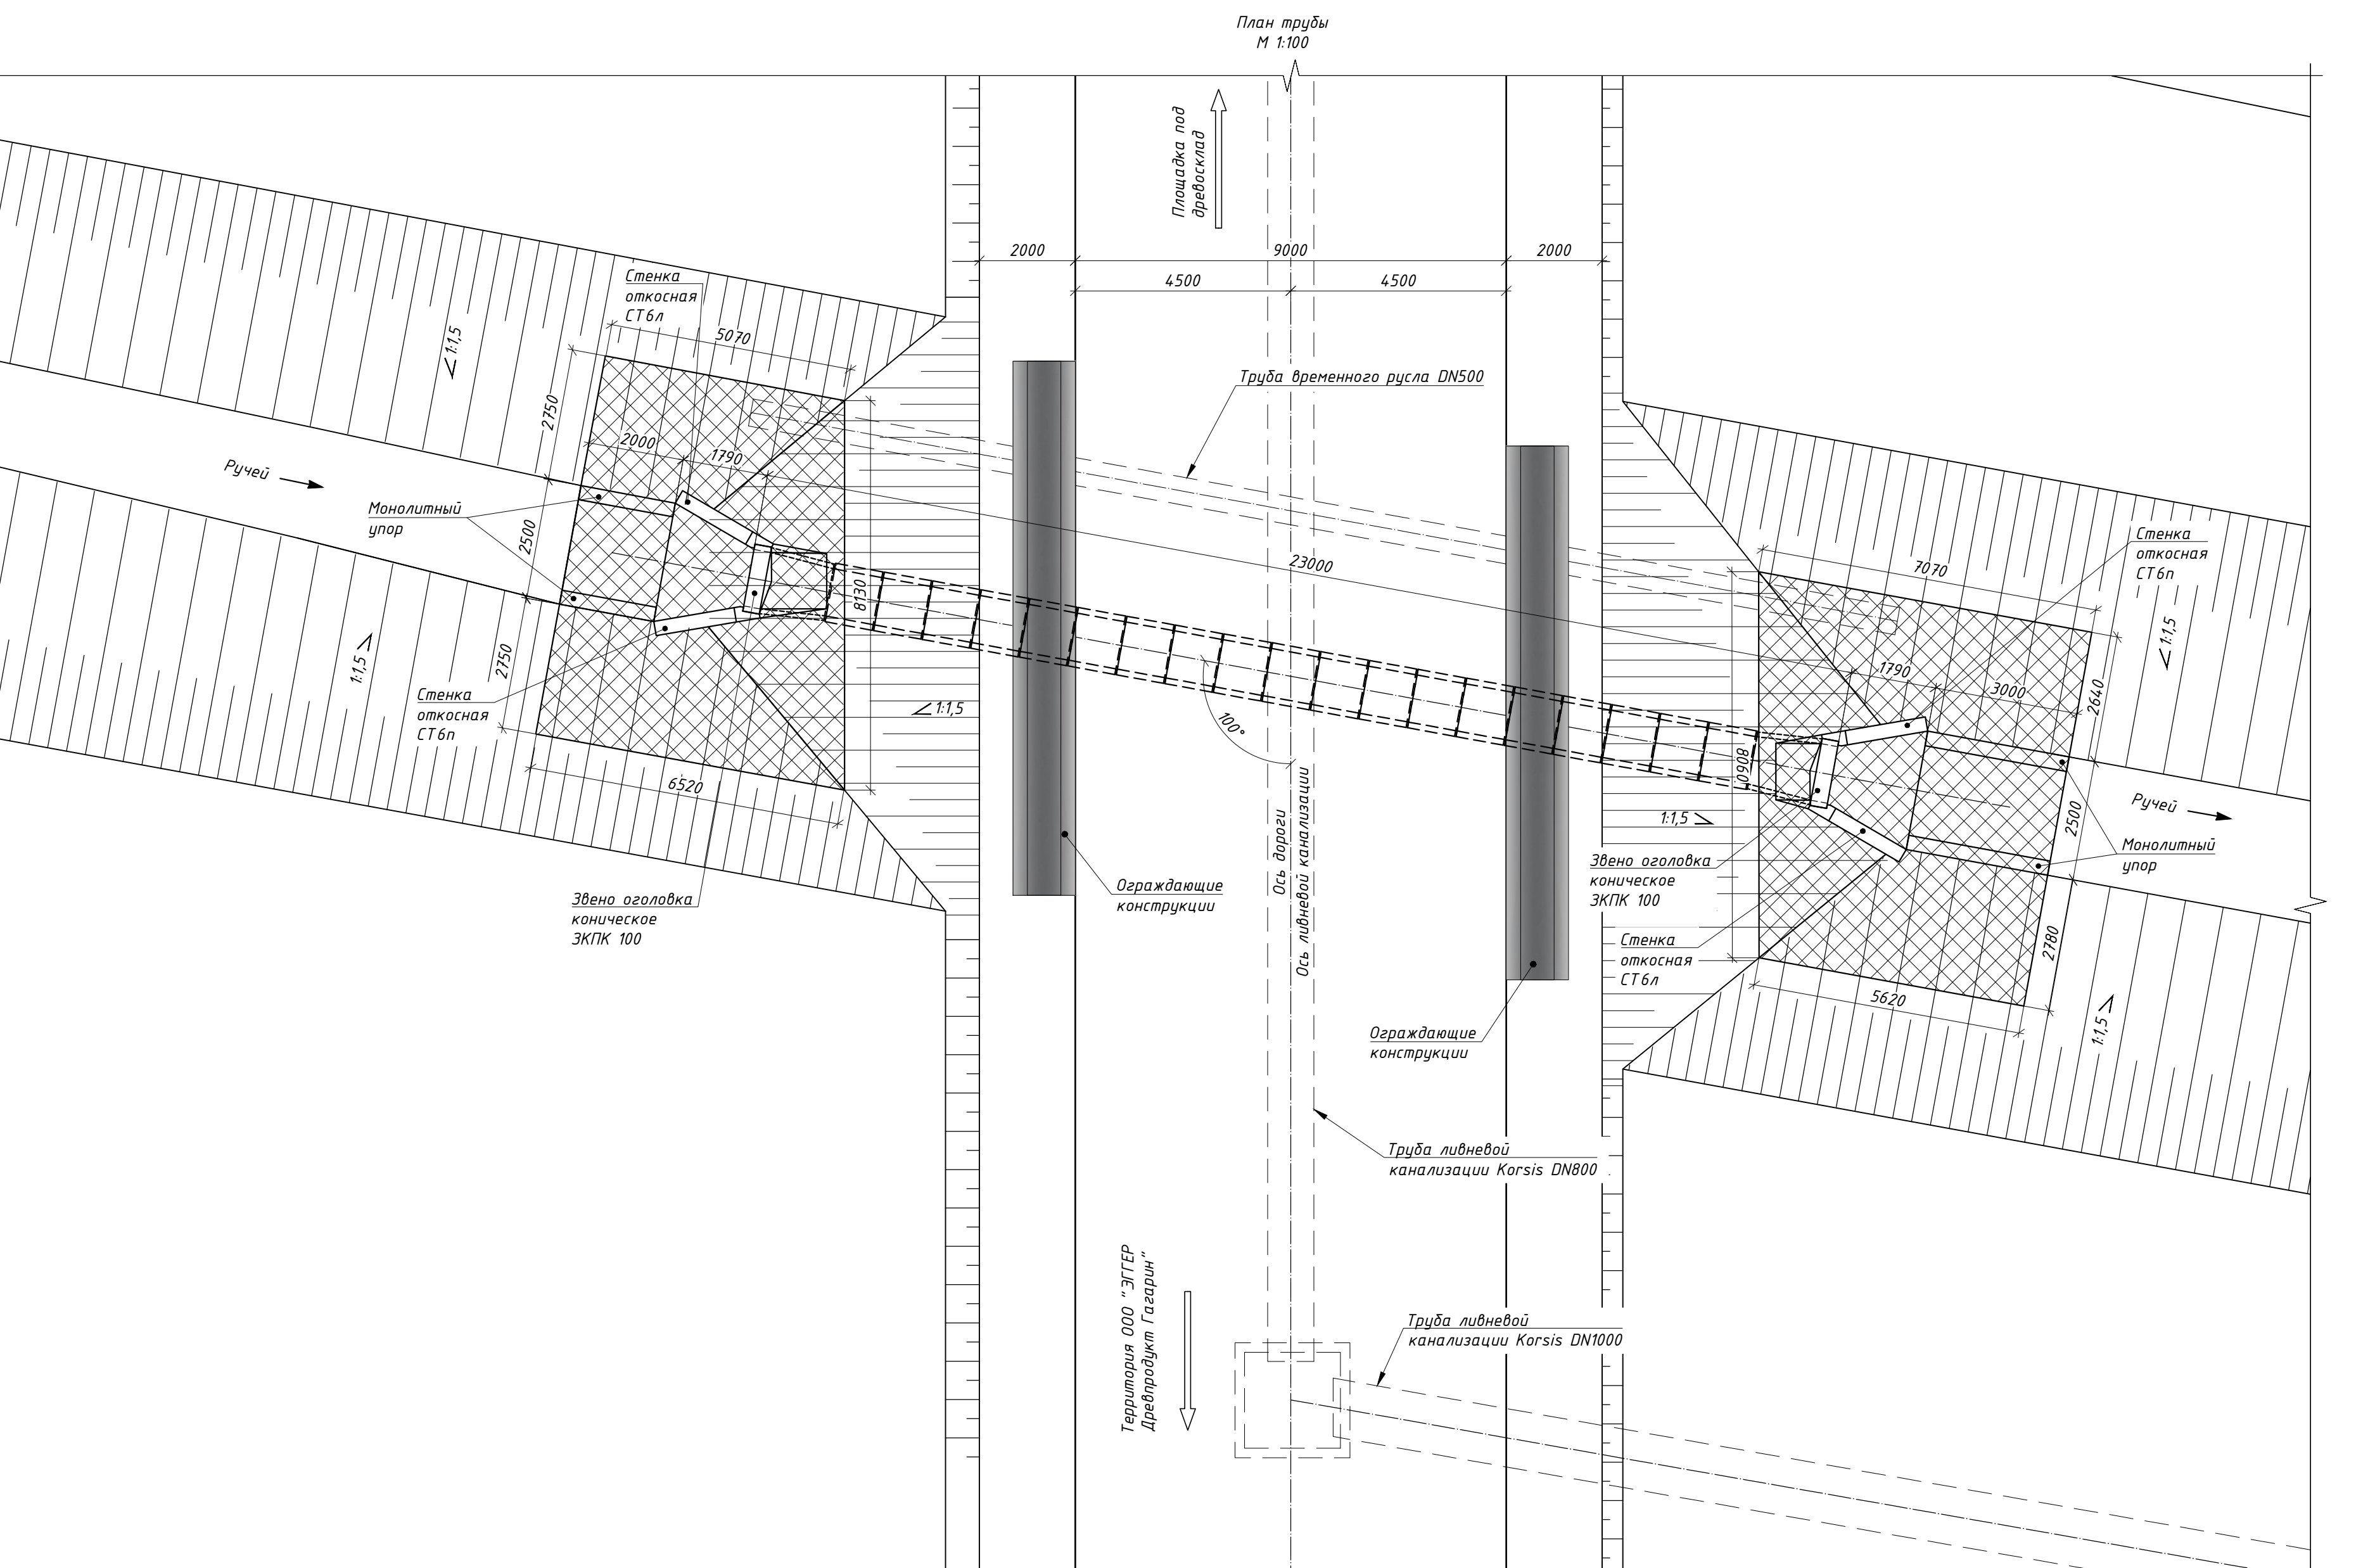 План трубы
М 1:100
Площадка под
древосклад
2000
9000
2000
4500
4500
Стенка
откосная
СТ6л
5070
1:1,5
2750
2000
1790
Труба временного русла DN500
Ручей
Монолитный
упор
2500
8130
23000
2750
1:1,5
Стенка
откосная
СТ6п
1:1,5
100°
6520
Звено оголовка
коническое
ЗКПК 100
Ограждающие
конструкции
Ось дороги
Ось ливневой канализации
Стенка
откосная
СТ6п
7070
1:1,5
1790
3000
2640
8060
1:1,5
Ручей
2500
Монолитный
упор
Звено оголовка
коническое
ЗКПК 100
Стенка
откосная
СТ6л
2780
5620
1:1,5
Ограждающие
конструкции
Труба ливневой
канализации Korsis DN800
Территория ООО "ЭГГЕР
Древпродукт Гагарин"
Труба ливневой
канализации Korsis DN1000